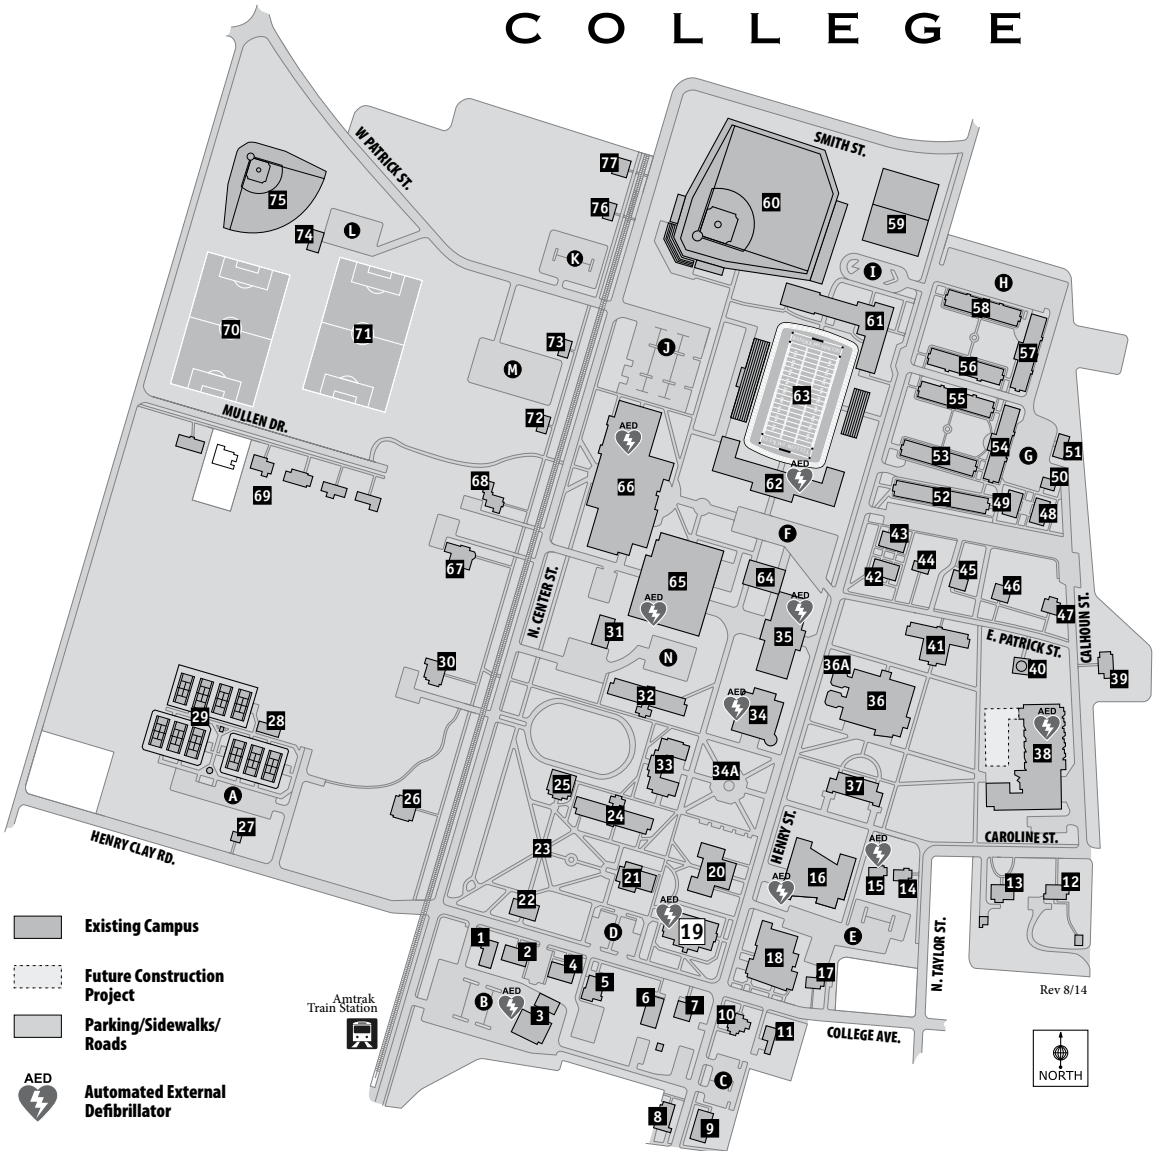 COLLEGE
SMITH ST.
W PATRICK ST.
77
60
75
76
59
L
74
K
I
H
58
61
70
71
73
J
57
M
56
63
55
MULLEN DR.
72
AED
54
51
53
G
68
AED
50
69
66
62
52
49
48
F
43
67
44
65
64
42
45
46
CALHOUN ST.
N. CENTER ST.
AED
AED
47
31
35
E. PATRICK ST.
41
N
36A
30
40
39
32
AED
36
29
28
34
AED
33
34A
38
25
37
A
26
24
HENRY ST.
27
CAROLINE ST.
HENRY CLAY RD.
23
AED
20
21
16
15
14
13
12
AED
22
AED
Existing Campus
19
D
1
E
N. TAYLOR ST.
2
4
18
Future Construction
Project
17
5
Rev 8/14
Amtrak
Train Station
B
AED
6
7
3
10
Parking/Sidewalks/
Roads
11
COLLEGE AVE.
NORTH
AED
C
Automated External
Defibrillator
8
9